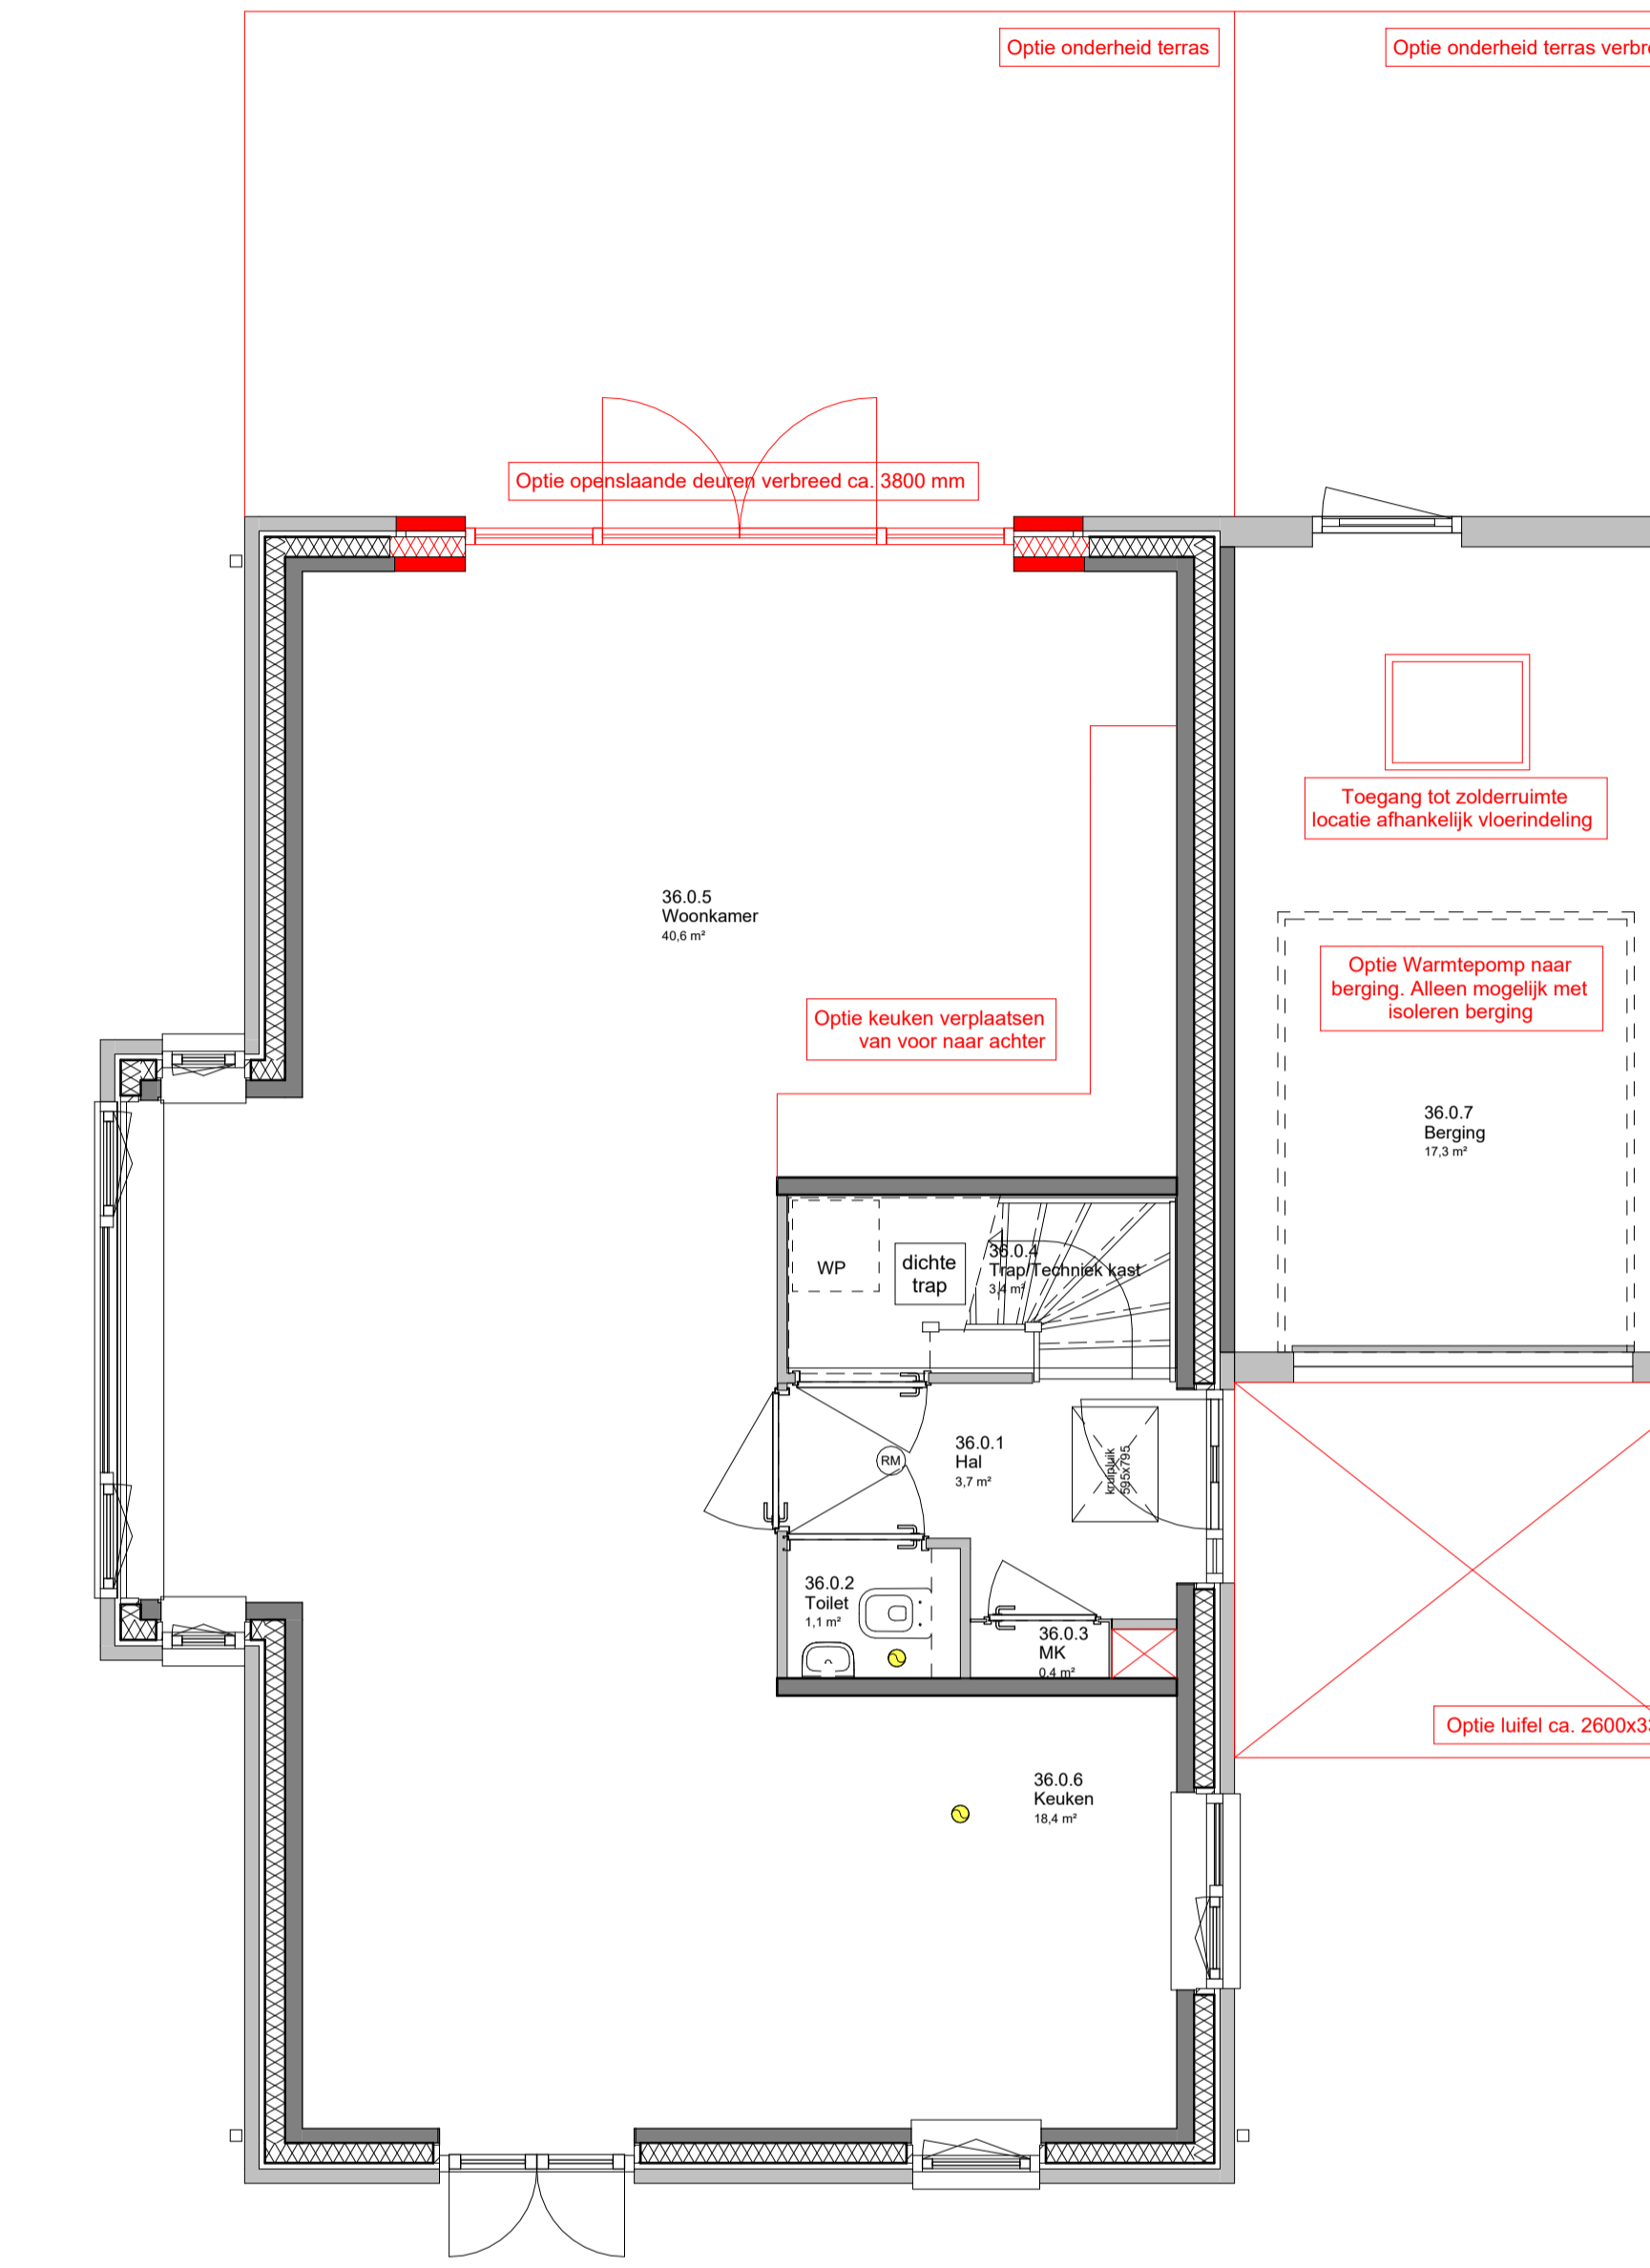 Optie onderheid terras
Optie onderheid terras
Optie openslaande deuren verbreed ca. 3800 mm
Toegang tot zolderruimte
locatie afhankelijk vloerindeling
36.0.5
Woonkamer
40,6 m²
Optie Warmtepomp naar
berging. Alleen mogelijk met
isoleren berging
Optie keuken verplaatsen
van voor naar achter
36.0.7
Berging
17,3 m²
WP
dichte
trap
36.0.4
Trap/Techniek kast
3,4 m²
36.0.1
Hal
3,7 m²
RM
kruipluik
595x795
36.0.2
Toilet
1,1 m²
36.0.3
MK
0,4 m²
Optie luifel ca.
36.0.6
Keuken
18,4 m²